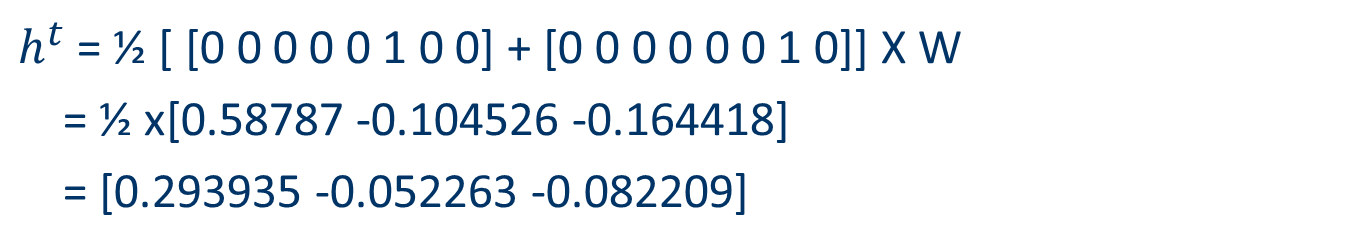 hᵗ = ½ [ [0 0 0 0 0 1 0 0] + [0 0 0 0 0 0 1 0]] X W
= ½ x[0.58787 -0.104526 -0.164418]
= [0.293935 -0.052263 -0.082209]